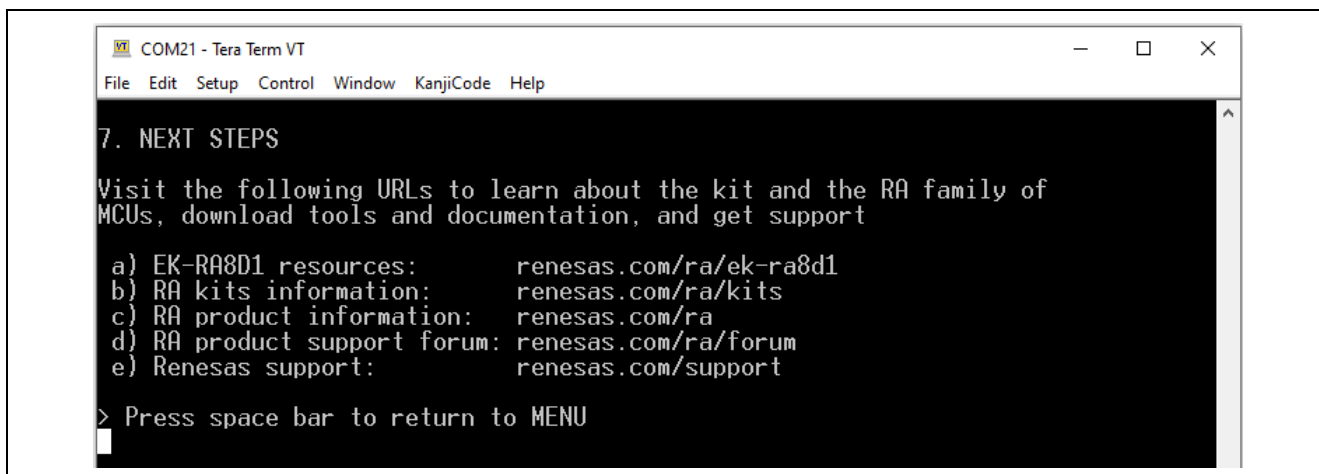 COM21 - Tera Term VT
File Edit Setup Control Window KanjiCode Help
7. NEXT STEPS
Visit the following URLs to learn about the kit and the RA family of
MCUs, download tools and documentation, and get support
a) EK-RA8D1 resources: renesas.com/ra/ek-ra8d1
b) RA kits information: renesas.com/ra/kits
c) RA product information: renesas.com/ra
d) RA product support forum: renesas.com/ra/forum
e) Renesas support: renesas.com/support
> Press space bar to return to MENU